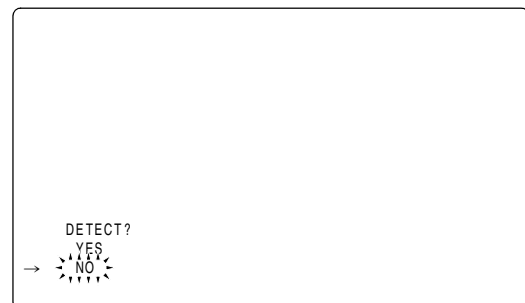 DETECT?
YES
→ NO